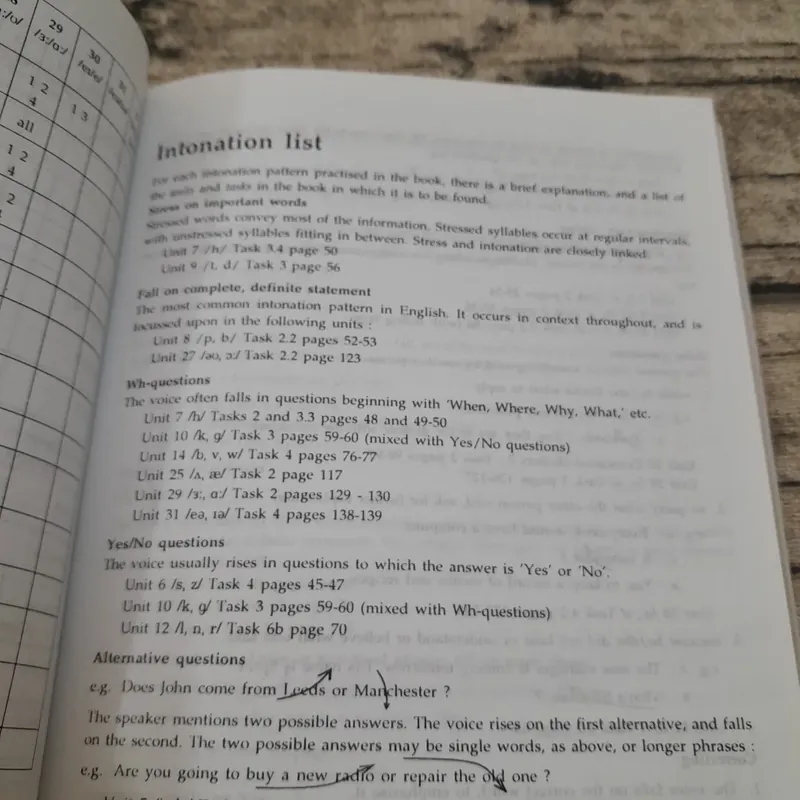 29
/ɜ:/ɑ:/
30
1 2
4
1 3
all
1 2
4
2
Intonation list
For each intonation pattern practised in the book, there is a brief explanation, and a list of
the units and tasks in the book in which it is to be found.
Stress on important words
Stressed words convey most of the information. Stressed syllables occur at regular intervals,
with unstressed syllables fitting in between. Stress and intonation are closely linked.
Unit 7 /h/ Task 3.4 page 50
Unit 9 /t, d/ Task 3 page 56
Fall on complete, definite statement
The most common intonation pattern in English. It occurs in context throughout, and is
focussed upon in the following units :
Unit 8 /p, b/ Task 2.2 pages 52-53
Unit 27 /əʊ, ɔ:/ Task 2.2 page 123
Wh-questions
The voice often falls in questions beginning with 'When, Where, Why, What,' etc.
Unit 7 /h/ Tasks 2 and 3.3 pages 48 and 49-50
Unit 10 /k, g/ Task 3 pages 59-60 (mixed with Yes/No questions)
Unit 14 /b, v, w/ Task 4 pages 76-77
Unit 25 /ʌ, æ/ Task 2 page 117
Unit 29 /ɜ:, ɑ:/ Task 2 pages 129 - 130
Unit 31 /eə, ɪə/ Task 4 pages 138-139
Yes/No questions
The voice usually rises in questions to which the answer is 'Yes' or 'No'.
Unit 6 /s, z/ Task 4 pages 45-47
Unit 10 /k, g/ Task 3 pages 59-60 (mixed with Wh-questions)
Unit 12 /l, n, r/ Task 6b page 70
Alternative questions
e.g. Does John come from Leeds or Manchester ?
The speaker mentions two possible answers. The voice rises on the first alternative, and falls
on the second. The two possible answers may be single words, as above, or longer phrases :
e.g. Are you going to buy a new radio or repair the old one ?